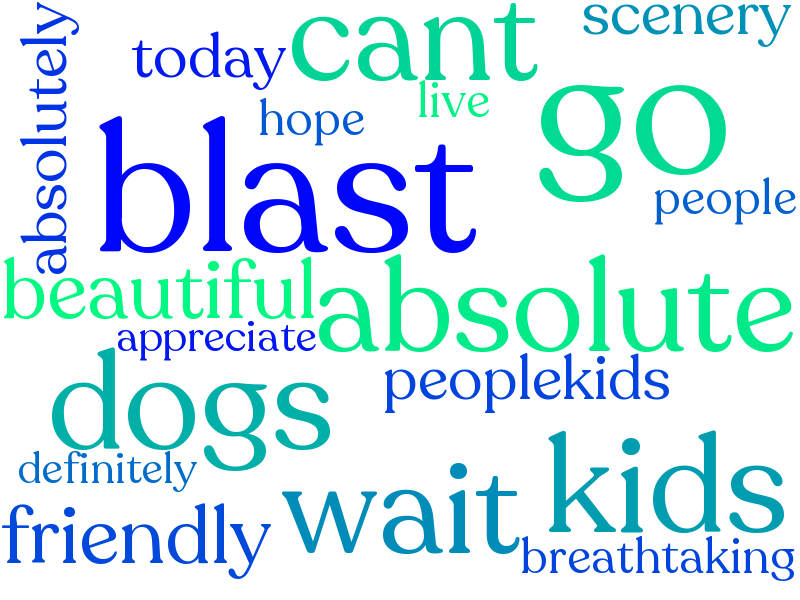 scenery
cant
today
absolutely
live
go
hope
blast
people
beautiful
absolute
appreciate
peoplekids
dogs
kids
definitely
wait
friendly
breathtaking